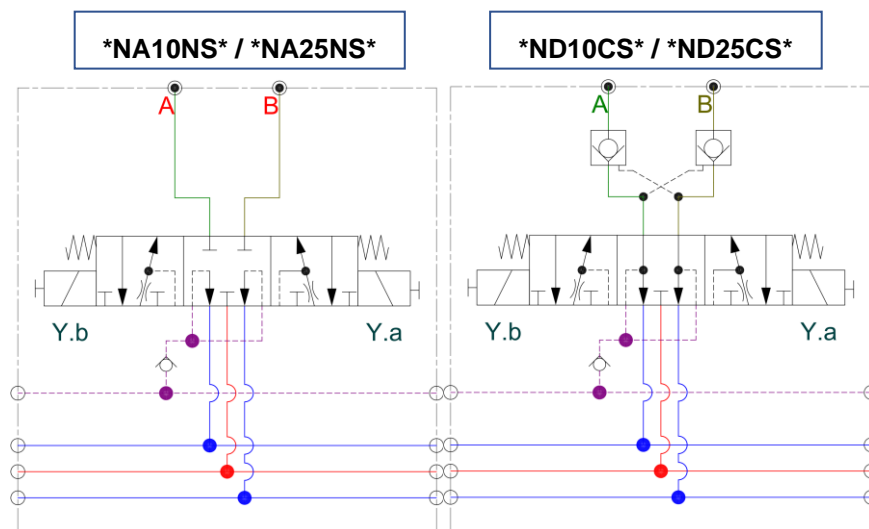 *NA10NS* / *NA25NS*
*ND10CS* / *ND25CS*
A
B
A
B
Y.b
Y.a
Y.b
Y.a